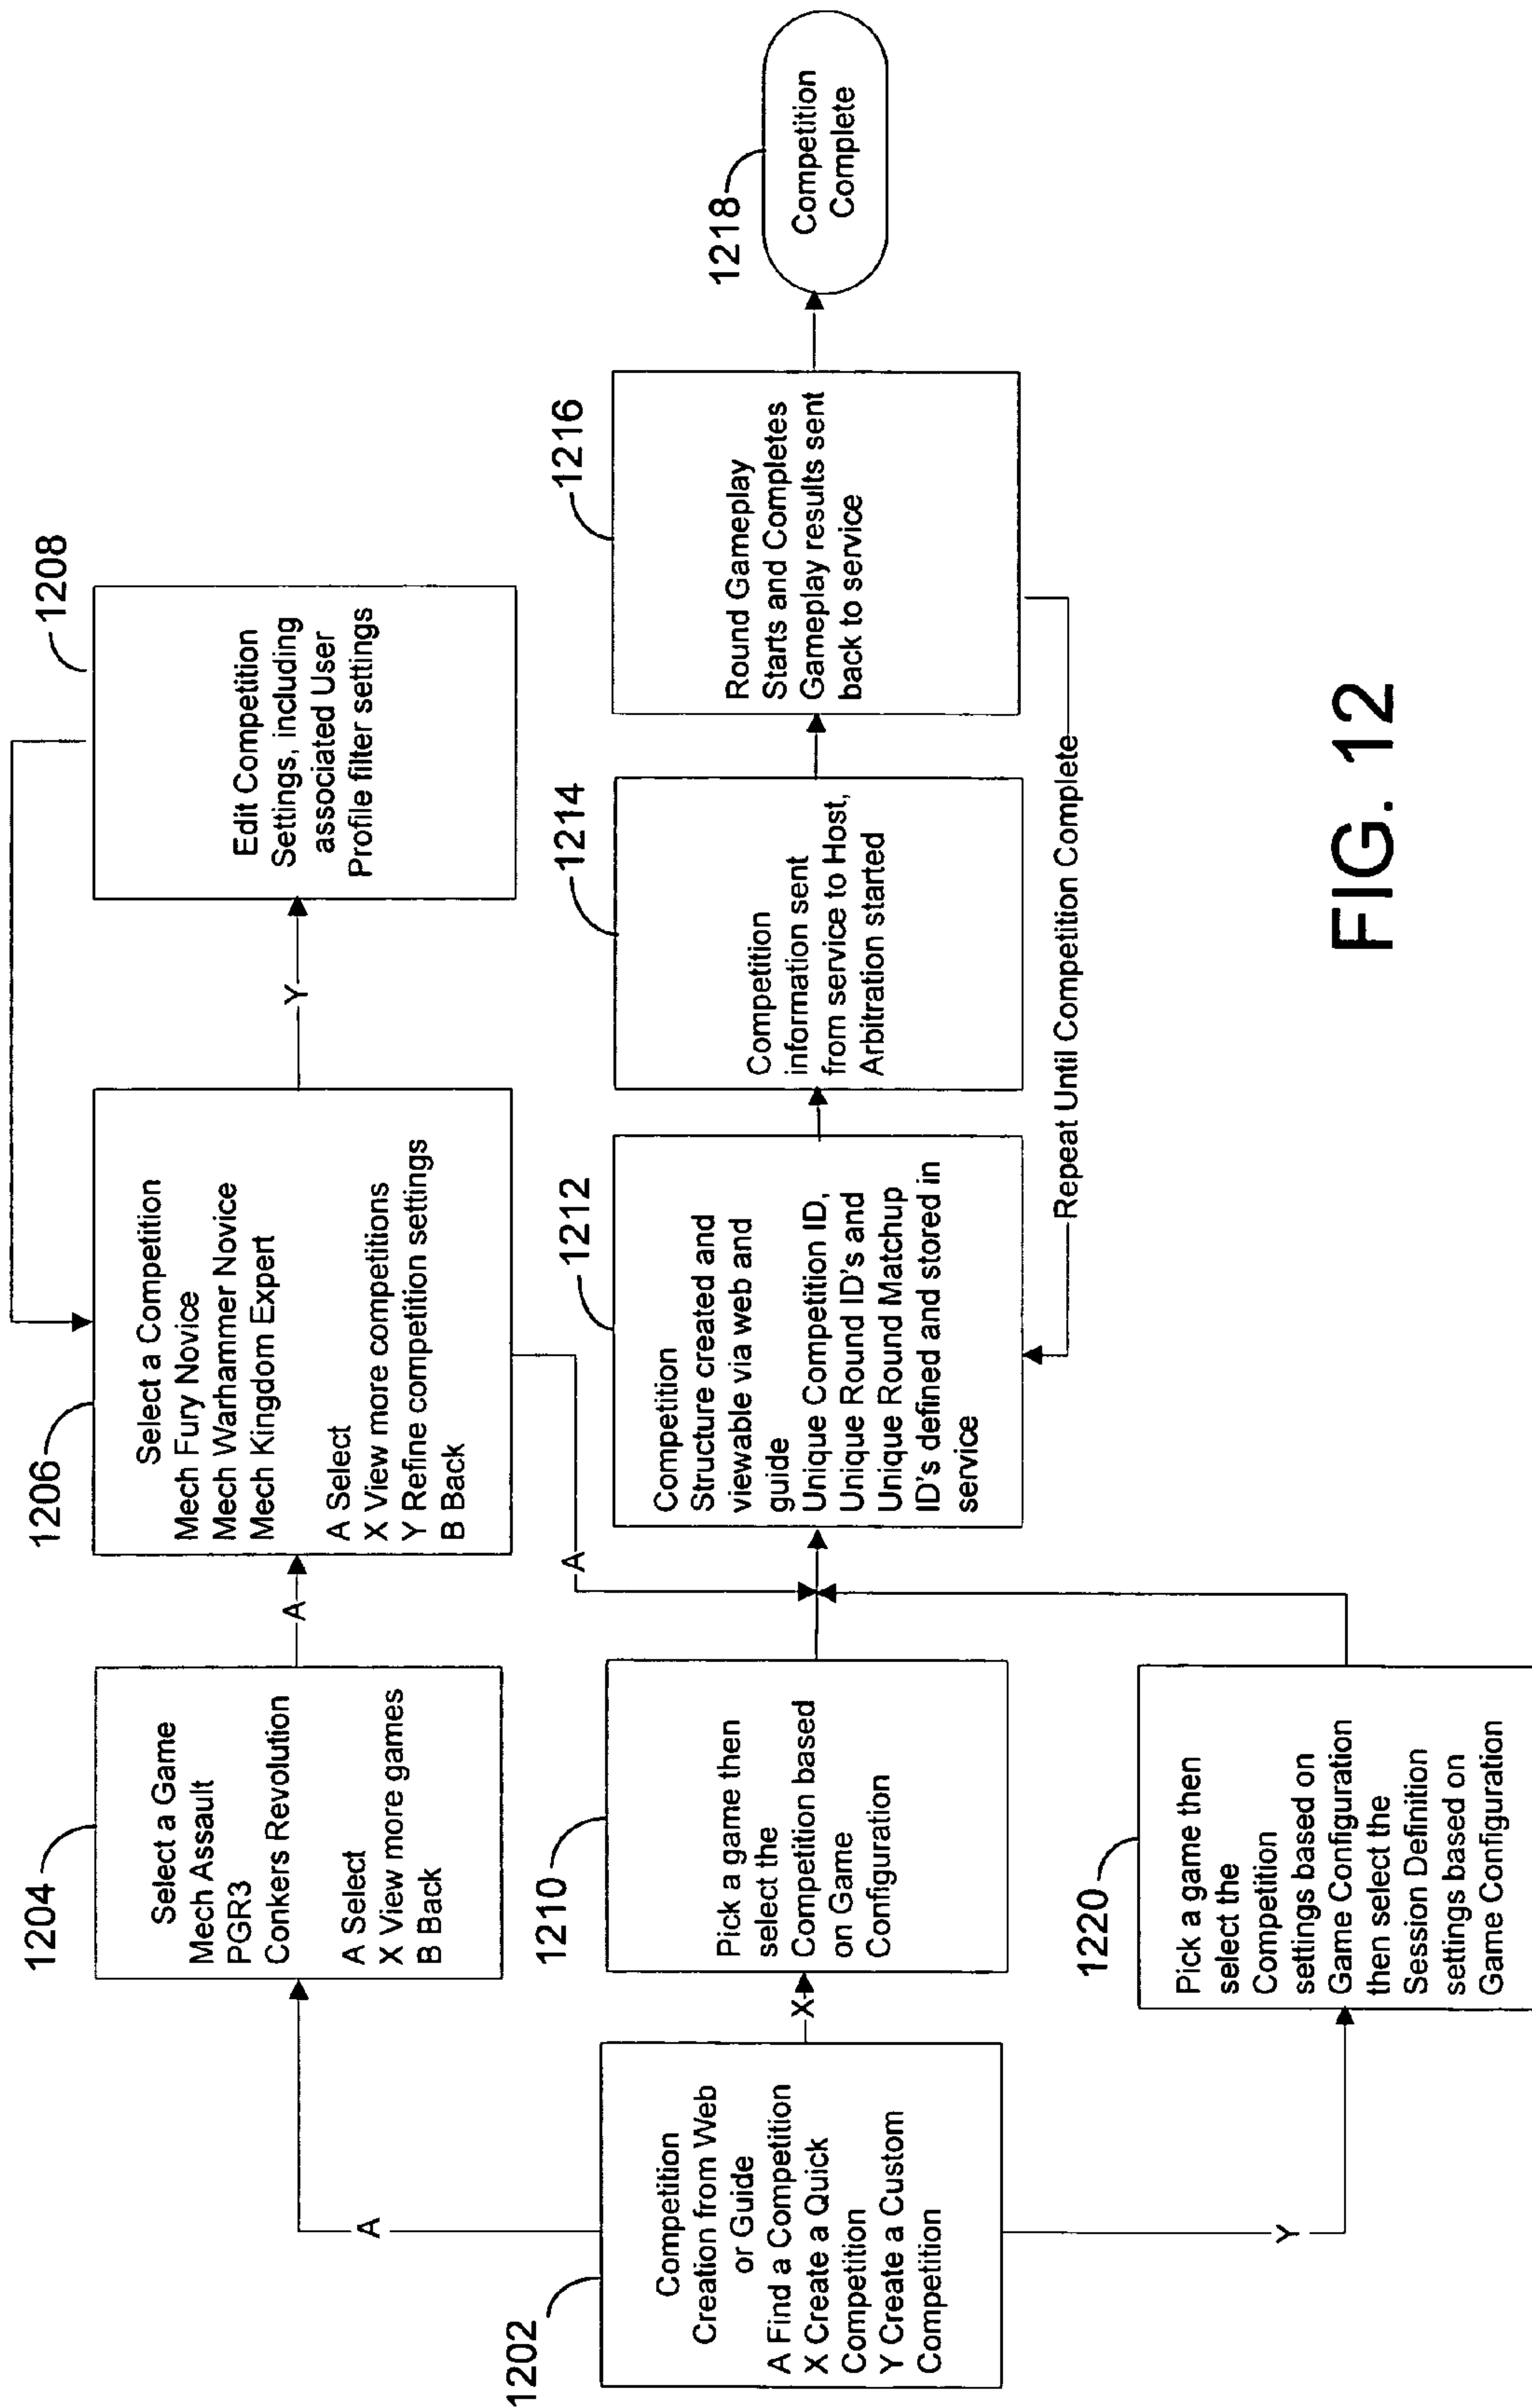 1202
Competition
Creation from Web
or Guide
A Find a Competition
X Create a Quick
Competition
Y Create a Custom
Competition
A
X
Y
1204
Select a Game
Mech Assault
PGR3
Conkers Revolution
A Select
X View more games
B Back
A
1206
Select a Competition
Mech Fury Novice
Mech Warhammer Novice
Mech Kingdom Expert
A Select
X View more competitions
Y Refine competition settings
B Back
Y
A
1208
Edit Competition
Settings, including
associated User
Profile filter settings
1210
Pick a game then
select the
Competition based
on Game
Configuration
1220
Pick a game then
select the
Competition
settings based on
Game Configuration
then select the
Session Definition
settings based on
Game Configuration
1212
Competition
Structure created and
viewable via web and
guide
Unique Competition ID,
Unique Round ID's and
Unique Round Matchup
ID's defined and stored in
service
1214
Competition
information sent
from service to Host,
Arbitration started
1216
Round Gameplay
Starts and Completes
Gameplay results sent
back to service
Repeat Until Competition Complete
1218
Competition
Complete
FIG. 12